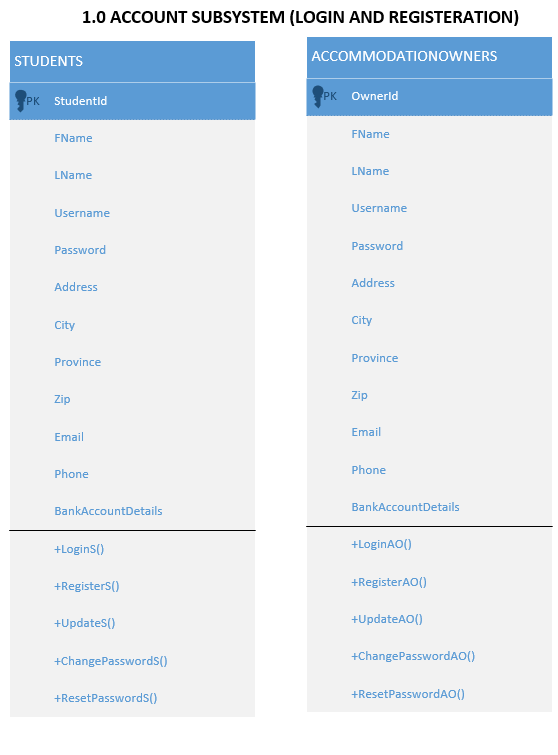 1.0 ACCOUNT SUBSYSTEM (LOGIN AND REGISTERATION)
STUDENTS
PK StudentId
FName
LName
Username
Password
Address
City
Province
Zip
Email
Phone
BankAccountDetails
+LoginS()
+RegisterS()
+UpdateS()
+ChangePasswordS()
+ResetPasswordS()
ACCOMMODATIONOWNERS
PK OwnerId
FName
LName
Username
Password
Address
City
Province
Zip
Email
Phone
BankAccountDetails
+LoginAO()
+RegisterAO()
+UpdateAO()
+ChangePasswordAO()
+ResetPasswordAO()